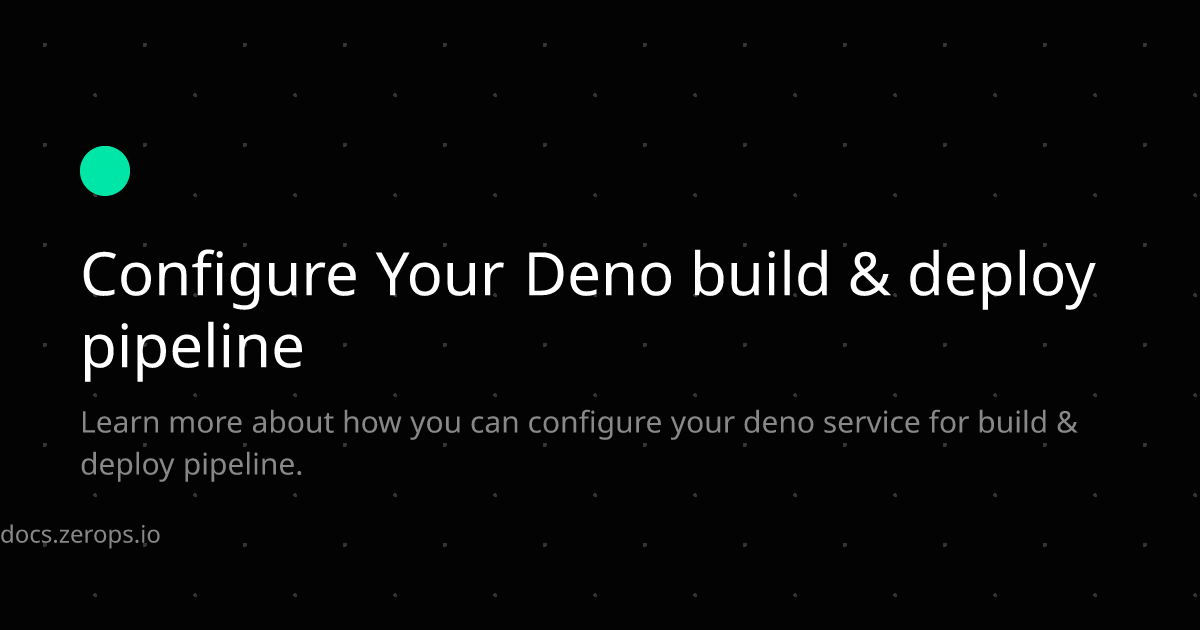 Configure Your Deno build & deploy
pipeline
Learn more about how you can configure your deno service for build &
deploy pipeline.
docs.zerops.io